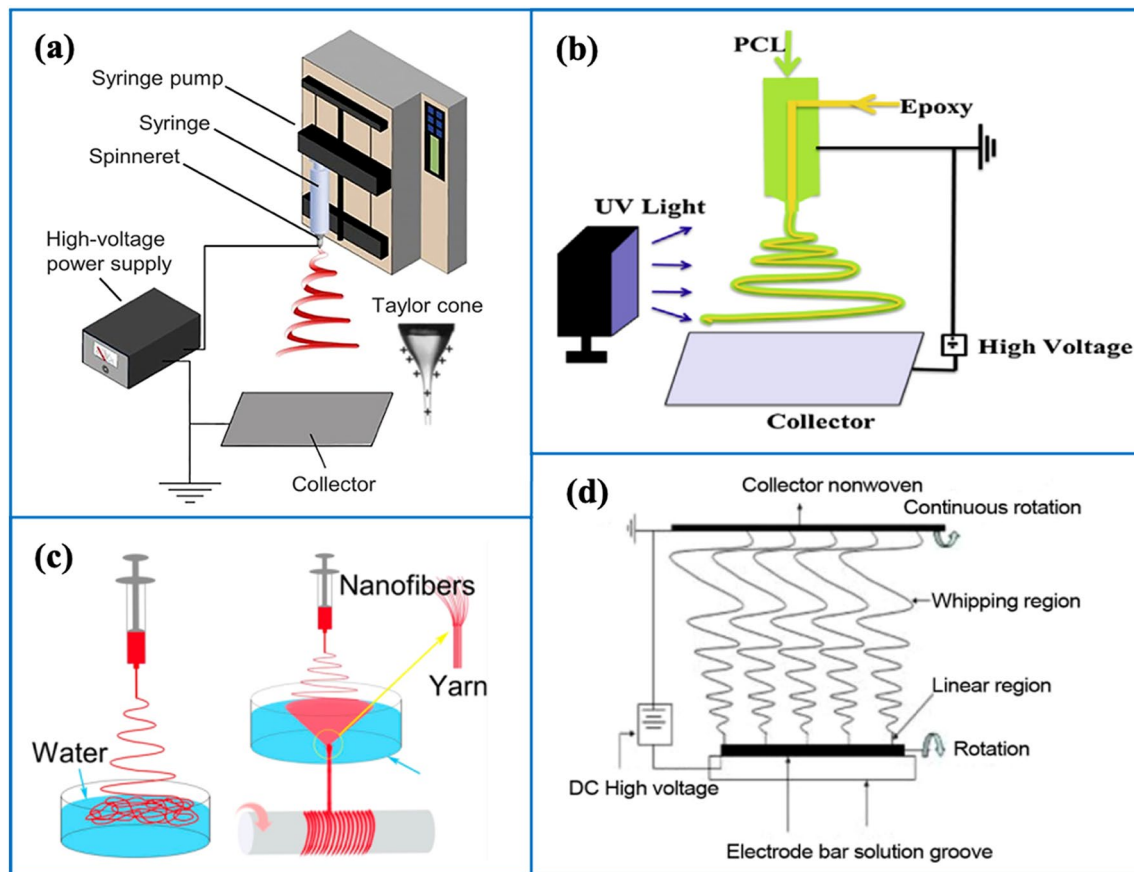 (a)
Syringe pump
Syringe
Spinneret
High-voltage
power supply
Taylor cone
Collector
(b)
PCL
Epoxy
UV Light
High Voltage
Collector
(c)
Nanofibers
Yarn
Water
(d)
Collector nonwoven
Continuous rotation
Whipping region
Linear region
Rotation
DC High voltage
Electrode bar solution groove